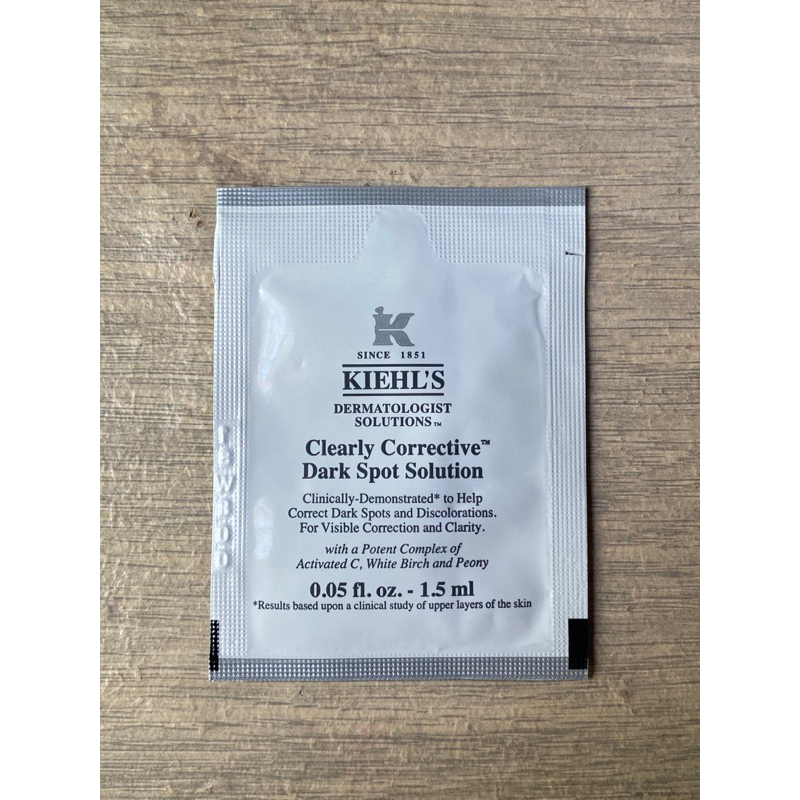 K
SINCE 1851
KIEHL'S
DERMATOLOGIST
SOLUTIONS™
Clearly Corrective™
Dark Spot Solution
Clinically-Demonstrated* to Help
Correct Dark Spots and Discolorations.
For Visible Correction and Clarity.
with a Potent Complex of
Activated C, White Birch and Peony
0.05 fl. oz. - 1.5 ml
*Results based upon a clinical study of upper layers of the skin